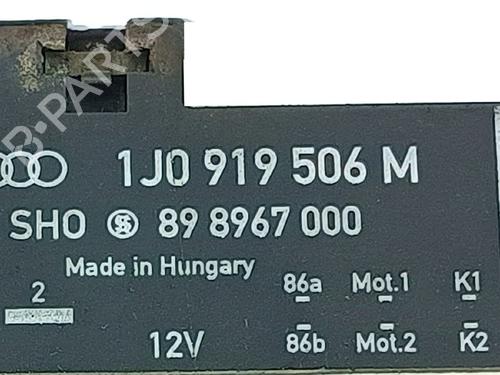 B-PARTS
1J0 919 506 M
SHO 89 8967 000
Made in Hungary
86a Mot.1 K1
2
86b Mot.2 K2
12V